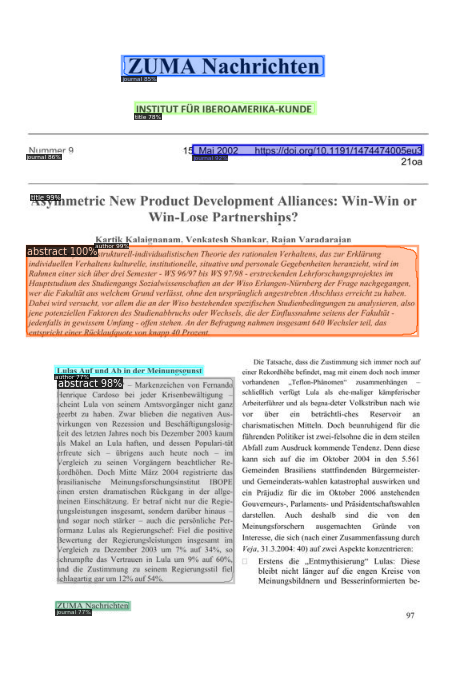 ZUMA Nachrichten
journal 85%
INSTITUT FÜR IBEROAMERIKA-KUNDE
title 78%
Nummer 9
journal 86%
15. Mai 2002 https://doi.org/10.1191/1474474005eu3
21oa
title 99%
Asymmetric New Product Development Alliances: Win-Win or
Win-Lose Partnerships?
author 99%
Kartik Kalaignanam, Venkatesh Shankar, Rajan Varadarajan
abstract 100%
strukturell-individualistischen Theorie des rationalen Verhaltens, das zur Erklärung
individuellen Verhaltens kulturelle, institutionelle, situative und personale Gegebenheiten heranzieht, wird im
Rahmen einer sich über drei Semester - WS 96/97 bis WS 97/98 - erstreckenden Lehrforschungsprojektes im
Hauptstudium des Studiengangs Sozialwissenschaften an der Wiso Erlangen-Nürnberg der Frage nachgegangen,
wer die Fakultät aus welchem Grund verlässt, ohne den ursprünglich angestrebten Abschluss erreicht zu haben.
Dabei wird versucht, vor allem die an der Wiso bestehenden spezifischen Studienbedingungen zu analysieren, also
jene potenziellen Faktoren des Studienabbruchs oder Wechsels, die der Einflussnahme seitens der Fakultät -
jedenfalls in gewissem Umfang - offen stehen. An der Befragung nahmen insgesamt 640 Wechsler teil, das
entspricht einer Rücklaufquote von knapp 40 Prozent.
Lulas Auf und Ab in der Meinungsgunst
author 77%
abstract 98%
– Markenzeichen von Fernando
Henrique Cardoso bei jeder Krisenbewältigung –
scheint Lula von seinem Amtsvorgänger nicht ganz
geerbt zu haben. Zwar blieben die negativen Aus-
wirkungen von Rezession und Beschäftigungslosig-
keit des letzten Jahres noch bis Dezember 2003 kaum
als Makel an Lula haften, und dessen Popularität
erfreute sich – übrigens auch heute noch – im
Vergleich zu seinen Vorgängern beachtlicher Re-
kordhöhen. Doch Mitte März 2004 registrierte das
brasilianische Meinungsforschungsinstitut IBOPE
einen ersten dramatischen Rückgang in der allge-
meinen Einschätzung. Er betraf nicht nur die Regie-
rungsleistungen insgesamt, sondern darüber hinaus –
und sogar noch stärker – auch die persönliche Per-
formanz Lulas als Regierungschef: Fiel die positive
Bewertung der Regierungsleistungen insgesamt im
Vergleich zu Dezember 2003 um 7% auf 34%, so
schrumpfte das Vertrauen in Lula um 9% auf 60%,
und die Zustimmung zu seinem Regierungsstil fiel
schlagartig gar um 12% auf 54%.
Die Tatsache, dass die Zustimmung sich immer noch auf
einer Rekordhöhe befindet, mag mit einem doch noch immer
vorhandenen „Teflon-Phänomen“ zusammenhängen –
schließlich verfügt Lula als ehe-maliger kämpferischer
Arbeiterführer und als begna-deter Volkstribun nach wie
vor über ein beträchtli-ches Reservoir an
charismatischen Mitteln. Doch beunruhigend für die
führenden Politiker ist zwei-felsohne die in dem steilen
Abfall zum Ausdruck kommende Tendenz. Denn diese
kann sich auf die im Oktober 2004 in den 5.561
Gemeinden Brasiliens stattfindenden Bürgermeister-
und Gemeinderats-wahlen katastrophal auswirken und
ein Präjudiz für die im Oktober 2006 anstehenden
Gouverneurs-, Parlaments- und Präsidentschaftswahlen
darstellen. Auch deshalb sind die von den
Meinungsforschern ausgemachten Gründe von
Interesse, die sich (nach einer Zusammenfassung durch
Veja, 31.3.2004: 40) auf zwei Aspekte konzentrieren:
□ Erstens die „Entmythisierung“ Lulas: Diese
bleibt nicht länger auf die engen Kreise von
Meinungsbildnern und Besserinformierten be-
ZUMA Nachrichten
journal 77%
97